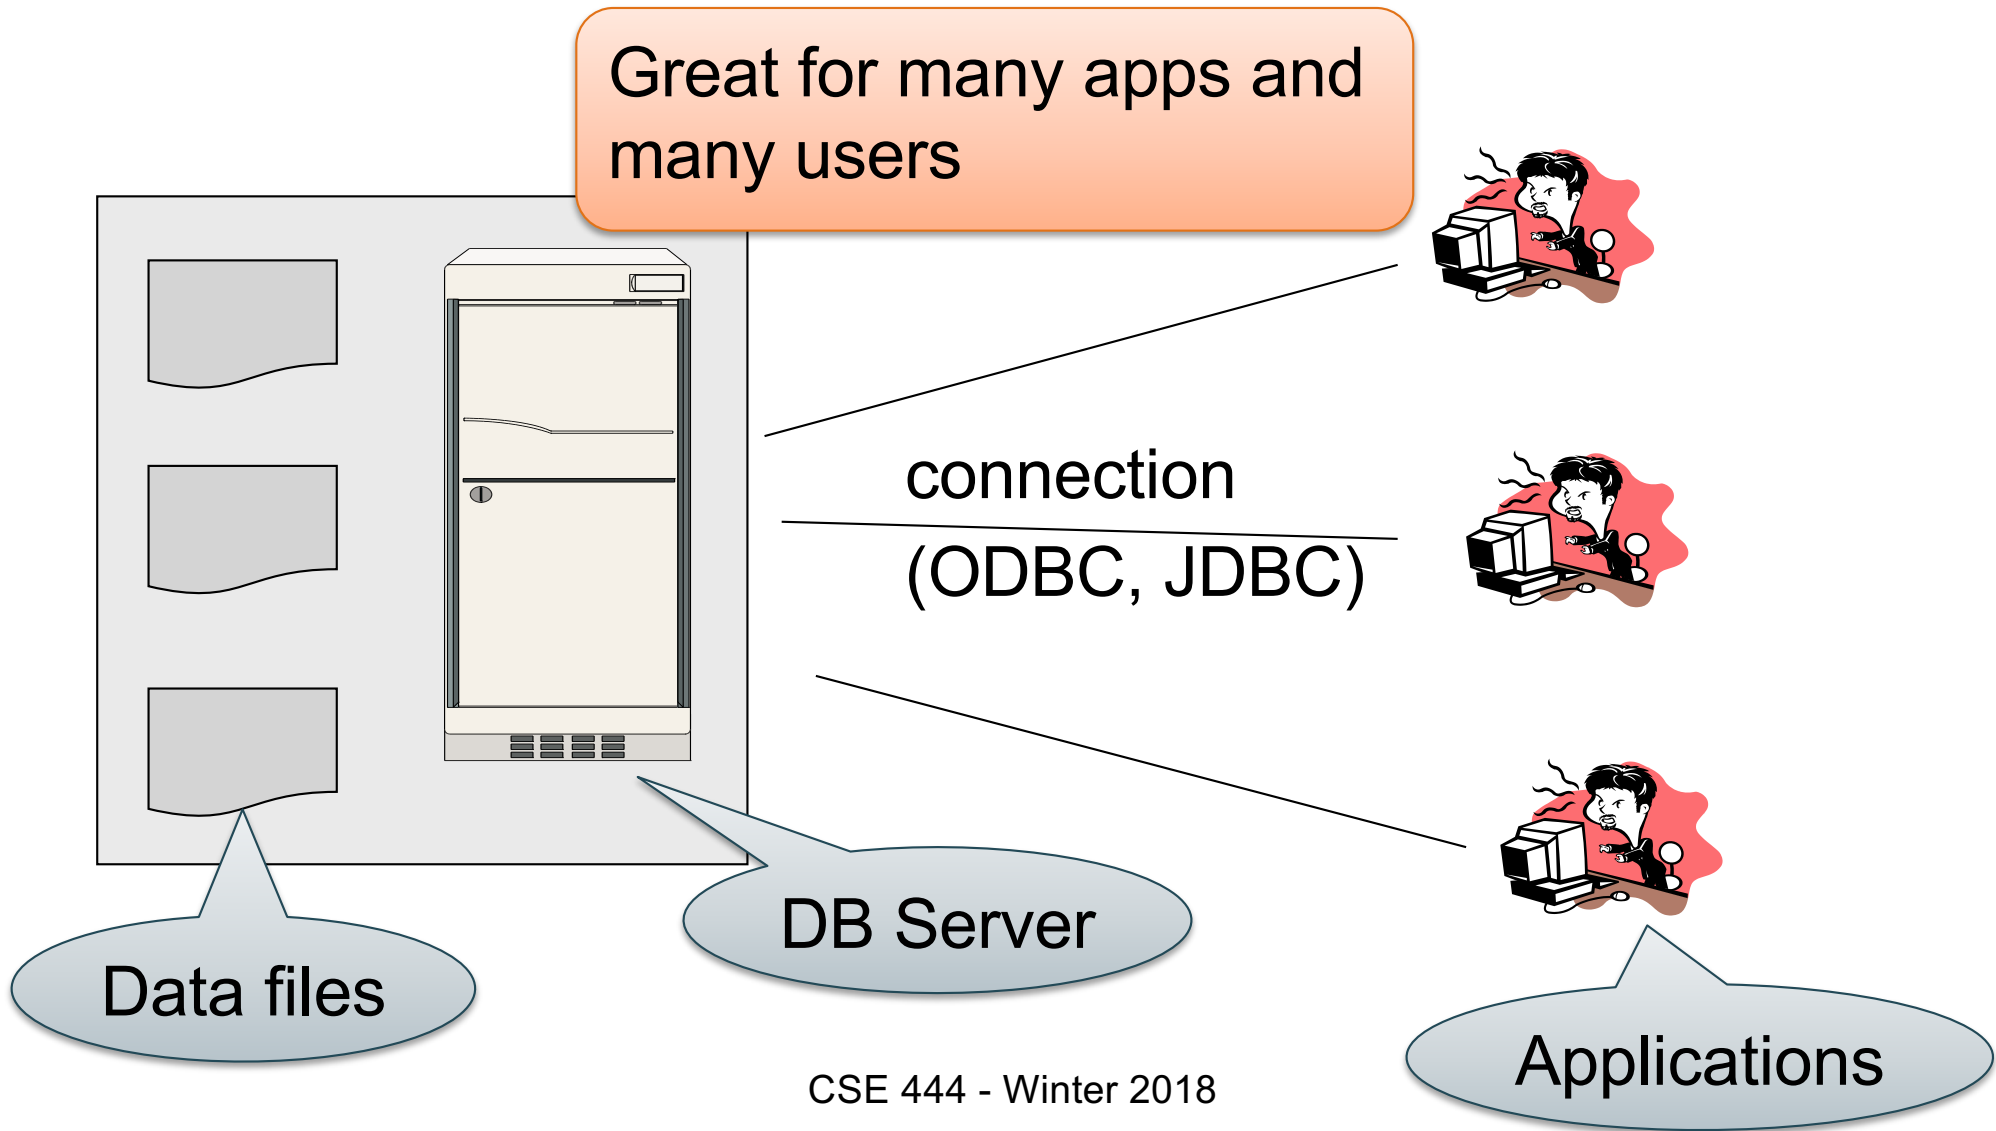 Great for many apps and
many users
connection
(ODBC, JDBC)
DB Server
Data files
Applications
CSE 444 - Winter 2018